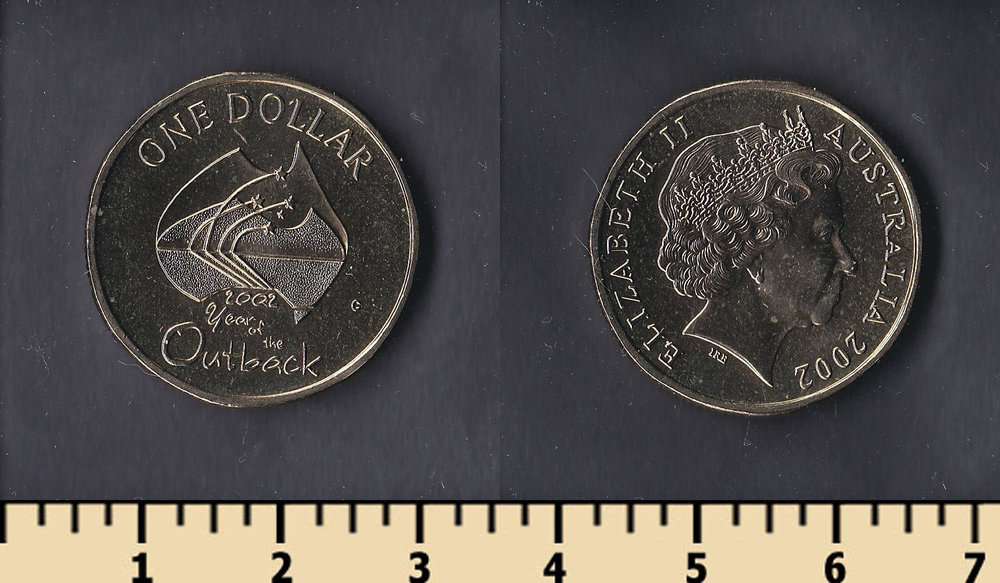 ONE DOLLAR
2002
Year of
the
Outback
G
ELIZABETH II AUSTRALIA 2002
IRB
1 2 3 4 5 6 7